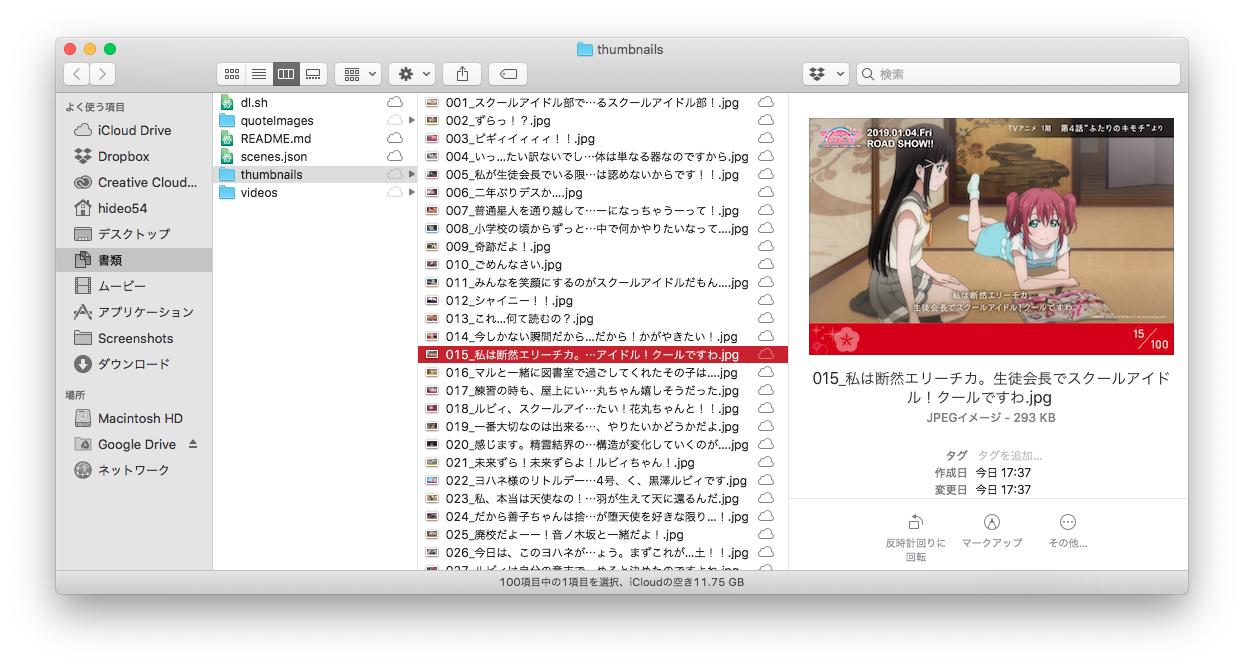 thumbnails
検索
よく使う項目
iCloud Drive
Dropbox
Creative Cloud...
hideo54
デスクトップ
書類
ムービー
アプリケーション
Screenshots
ダウンロード
場所
Macintosh HD
Google Drive
ネットワーク
dl.sh
quoteImages
README.md
scenes.json
thumbnails
videos
001_スクールアイドル部で…るスクールアイドル部！.jpg
002_ずらっ！？.jpg
003_ピギィイィィィ！！.jpg
004_いっ…たい訳ないでし…体は単なる器なのですから.jpg
005_私が生徒会長でいる限…は認めないからです！！.jpg
006_二年ぶりデスか....jpg
007_普通星人を通り越して…ーになっちゃうーって！.jpg
008_小学校の頃からずっと…中で何かやりたいなって....jpg
009_奇跡だよ！.jpg
010_ごめんなさい.jpg
011_みんなを笑顔にするのがスクールアイドルだもん....jpg
012_シャイニー！！.jpg
013_これ…何て読むの？.jpg
014_今しかない瞬間だから…だから！かがやきたい！.jpg
015_私は断然エリーチカ。…アイドル！クールですわ.jpg
016_マルと一緒に図書室で過ごしてくれたその子は....jpg
017_練習の時も、屋上にい…丸ちゃん嬉しそうだった.jpg
018_ルビィ、スクールアイ…たい！花丸ちゃんと！！.jpg
019_一番大切なのは出来る…、やりたいかどうかだよ.jpg
020_感じます。精霊結界の…構造が変化していくのが....jpg
021_未来ずら！未来ずらよ！ルビィちゃん！.jpg
022_ヨハネ様のリトルデー…4号、く、黒澤ルビィです.jpg
023_私、本当は天使なの！…羽が生えて天に還るんだ.jpg
024_だから善子ちゃんは捨…が堕天使を好きな限り…！.jpg
025_廃校だよーー！音ノ木坂と一緒だよ！.jpg
026_今日は、このヨハネが…ょう。まずこれが…土！！.jpg
2019.01.04.Fri
ROAD SHOW!!
TVアニメ 1期 第4話“ふたりのキモチ”より
私は断然エリーチカ。
生徒会長でスクールアイドル！クールですわ
15/100
015_私は断然エリーチカ。生徒会長でスクールアイド
ル！クールですわ.jpg
JPEGイメージ - 293 KB
タグ タグを追加...
作成日 今日 17:37
変更日 今日 17:37
反時計回りに
回転
マークアップ
その他...
100項目中の1項目を選択、iCloudの空き11.75 GB